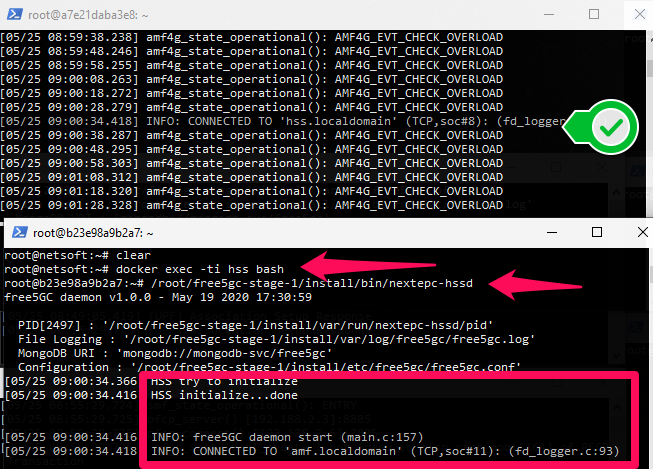 root@a7e21daba3e8: ~
[05/25 08:59:38.238] amf4g_state_operational(): AMF4G_EVT_CHECK_OVERLOAD
[05/25 08:59:48.246] amf4g_state_operational(): AMF4G_EVT_CHECK_OVERLOAD
[05/25 08:59:58.255] amf4g_state_operational(): AMF4G_EVT_CHECK_OVERLOAD
[05/25 09:00:08.263] amf4g_state_operational(): AMF4G_EVT_CHECK_OVERLOAD
[05/25 09:00:18.272] amf4g_state_operational(): AMF4G_EVT_CHECK_OVERLOAD
[05/25 09:00:28.279] amf4g_state_operational(): AMF4G_EVT_CHECK_OVERLOAD
[05/25 09:00:34.418] INFO: CONNECTED TO 'hss.localdomain' (TCP,soc#8): (fd_logger.
[05/25 09:00:38.287] amf4g_state_operational(): AMF4G_EVT_CHECK_OVERLOAD
[05/25 09:00:48.295] amf4g_state_operational(): AMF4G_EVT_CHECK_OVERLOAD
[05/25 09:00:58.303] amf4g_state_operational(): AMF4G_EVT_CHECK_OVERLOAD
[05/25 09:01:08.312] amf4g_state_operational(): AMF4G_EVT_CHECK_OVERLOAD
[05/25 09:01:18.320] amf4g_state_operational(): AMF4G_EVT_CHECK_OVERLOAD
[05/25 09:01:28.328] amf4g_state_operational(): AMF4G_EVT_CHECK_OVERLOAD
root@b23e98a9b2a7: ~
root@netsoft:~# clear
root@netsoft:~# docker exec -ti hss bash
root@b23e98a9b2a7:~# /root/free5gc-stage-1/install/bin/nextepc-hssd
free5GC daemon v1.0.0 - May 19 2020 17:30:59
PID[2497] : '/root/free5gc-stage-1/install/var/run/nextepc-hssd/pid'
File Logging : '/root/free5gc-stage-1/install/var/log/free5gc/free5gc.log'
MongoDB URI : 'mongodb://mongodb-svc/free5gc'
Configuration : '/root/free5gc-stage-1/install/etc/free5gc/free5gc.conf'
[05/25 09:00:34.366] HSS try to initialize
[05/25 09:00:34.416] HSS initialize...done
[05/25 09:00:34.416] INFO: free5GC daemon start (main.c:157)
[05/25 09:00:34.418] INFO: CONNECTED TO 'amf.localdomain' (TCP,soc#11): (fd_logger.c:93)